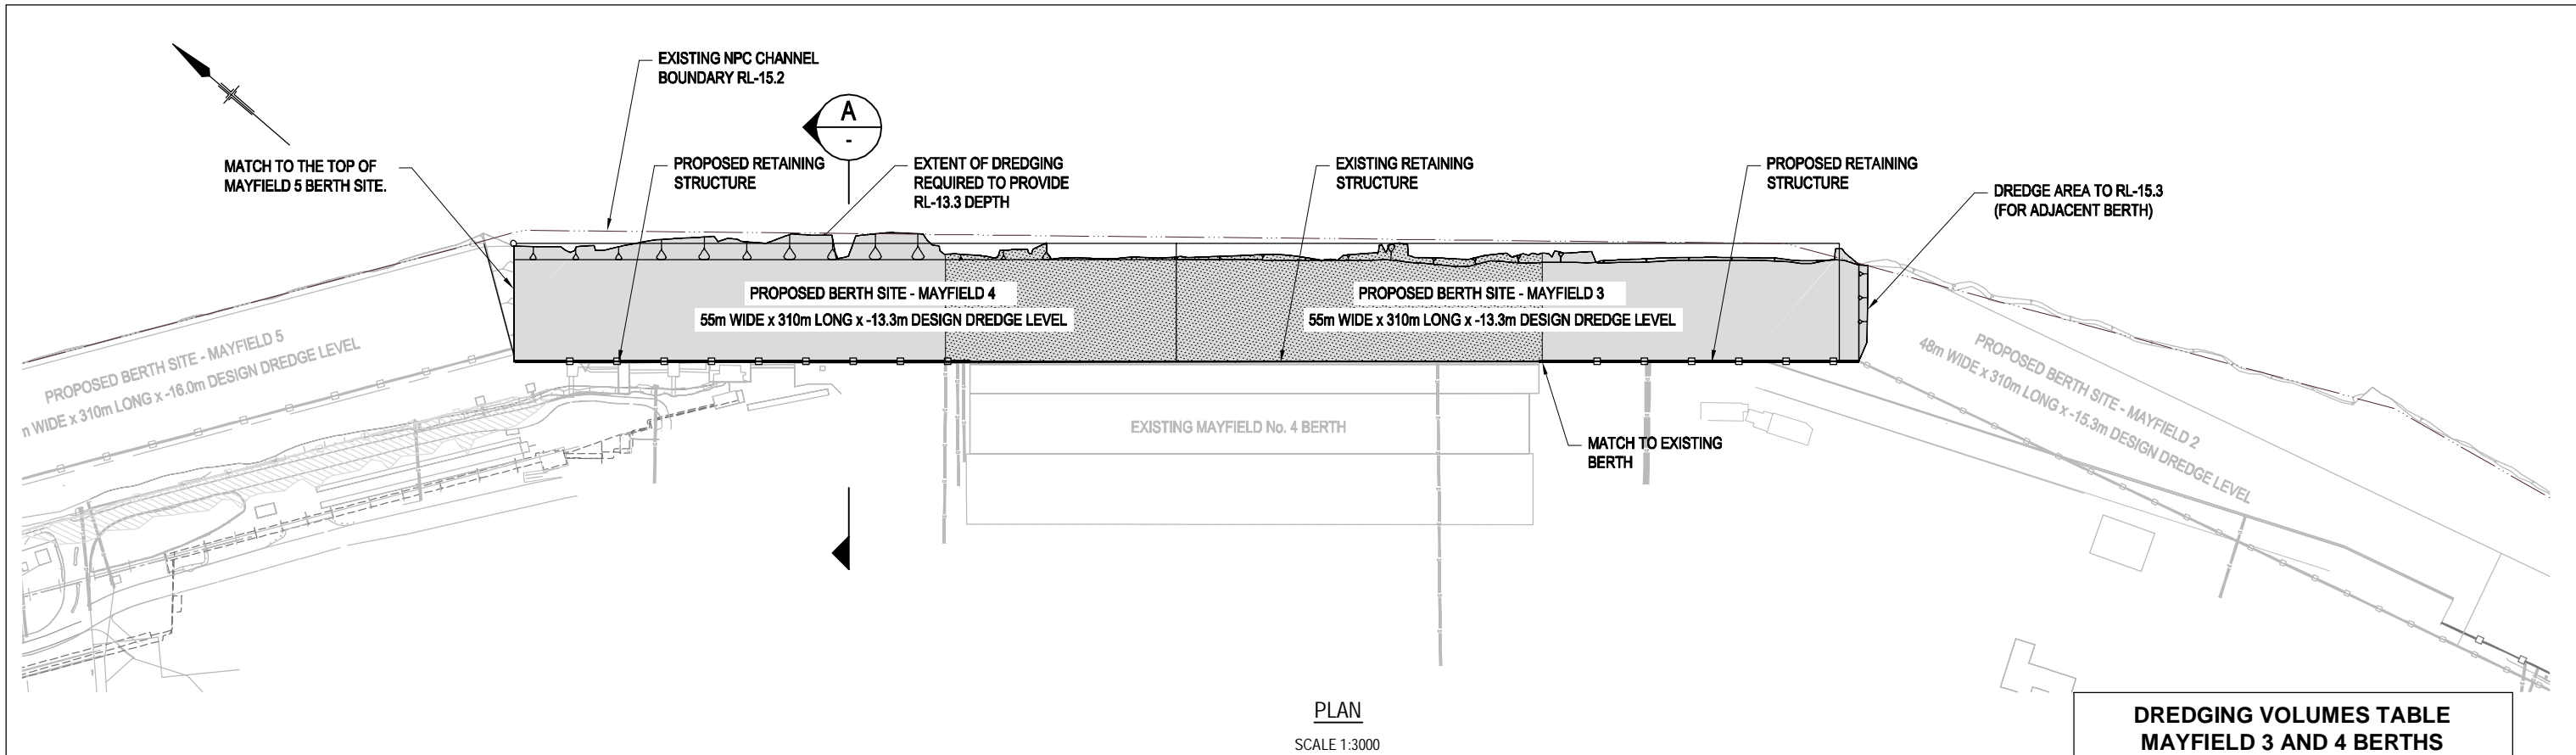 EXISTING NPC CHANNEL
BOUNDARY RL-15.2
A
-
MATCH TO THE TOP OF
MAYFIELD 5 BERTH SITE.
PROPOSED RETAINING
STRUCTURE
EXTENT OF DREDGING
REQUIRED TO PROVIDE
RL-13.3 DEPTH
EXISTING RETAINING
STRUCTURE
PROPOSED RETAINING
STRUCTURE
DREDGE AREA TO RL-15.3
(FOR ADJACENT BERTH)
PROPOSED BERTH SITE - MAYFIELD 4
55m WIDE x 310m LONG x -13.3m DESIGN DREDGE LEVEL
PROPOSED BERTH SITE - MAYFIELD 3
55m WIDE x 310m LONG x -13.3m DESIGN DREDGE LEVEL
PROPOSED BERTH SITE - MAYFIELD 5
m WIDE x 310m LONG x -16.0m DESIGN DREDGE LEVEL
PROPOSED BERTH SITE - MAYFIELD 2
48m WIDE x 310m LONG x -15.3m DESIGN DREDGE LEVEL
EXISTING MAYFIELD No. 4 BERTH
MATCH TO EXISTING
BERTH
PLAN
SCALE 1:3000
DREDGING VOLUMES TABLE
MAYFIELD 3 AND 4 BERTHS